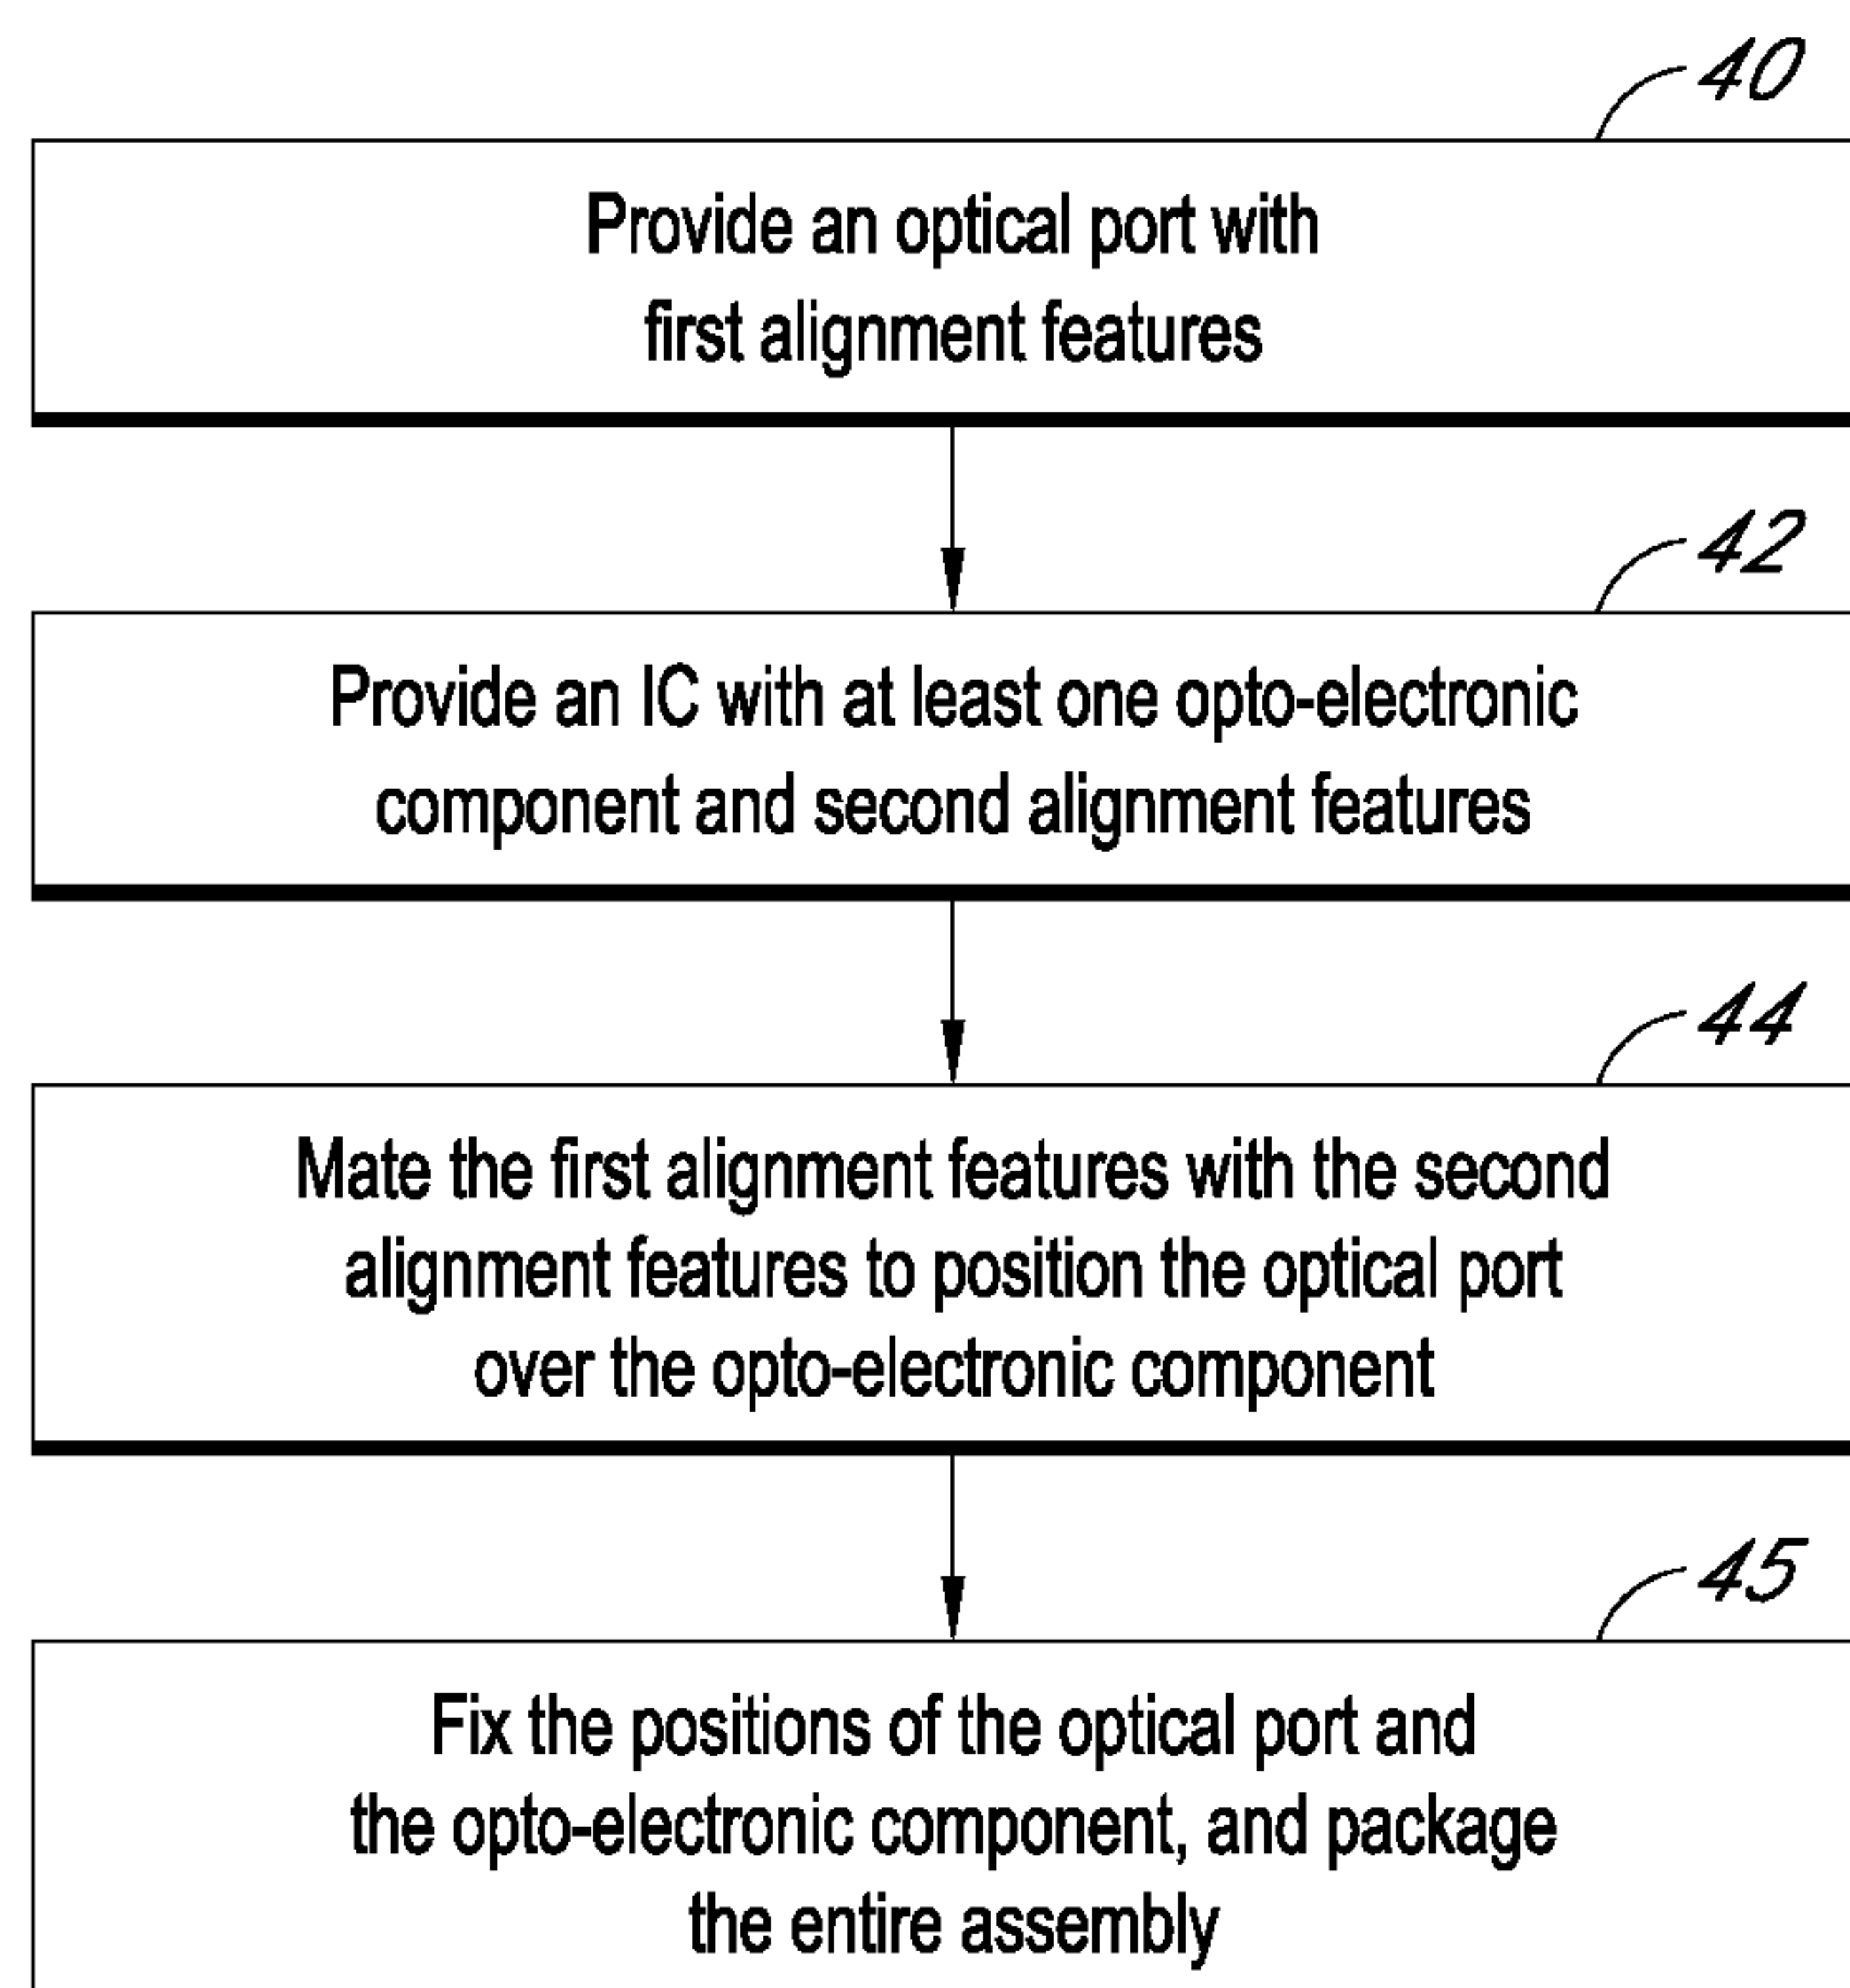 40
Provide an optical port with
first alignment features
42
Provide an IC with at least one opto-electronic
component and second alignment features
44
Mate the first alignment features with the second
alignment features to position the optical port
over the opto-electronic component
45
Fix the positions of the optical port and
the opto-electronic component, and package
the entire assembly